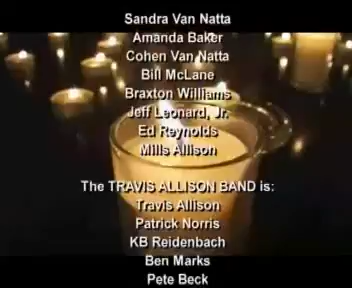 Sandra Van Natta
Amanda Baker
Cohen Van Natta
Bill McLane
Braxton Williams
Jeff Leonard, Jr.
Ed Reynolds
Mills Allison
The TRAVIS ALLISON BAND is:
Travis Allison
Patrick Norris
KB Reidenbach
Ben Marks
Pete Beck